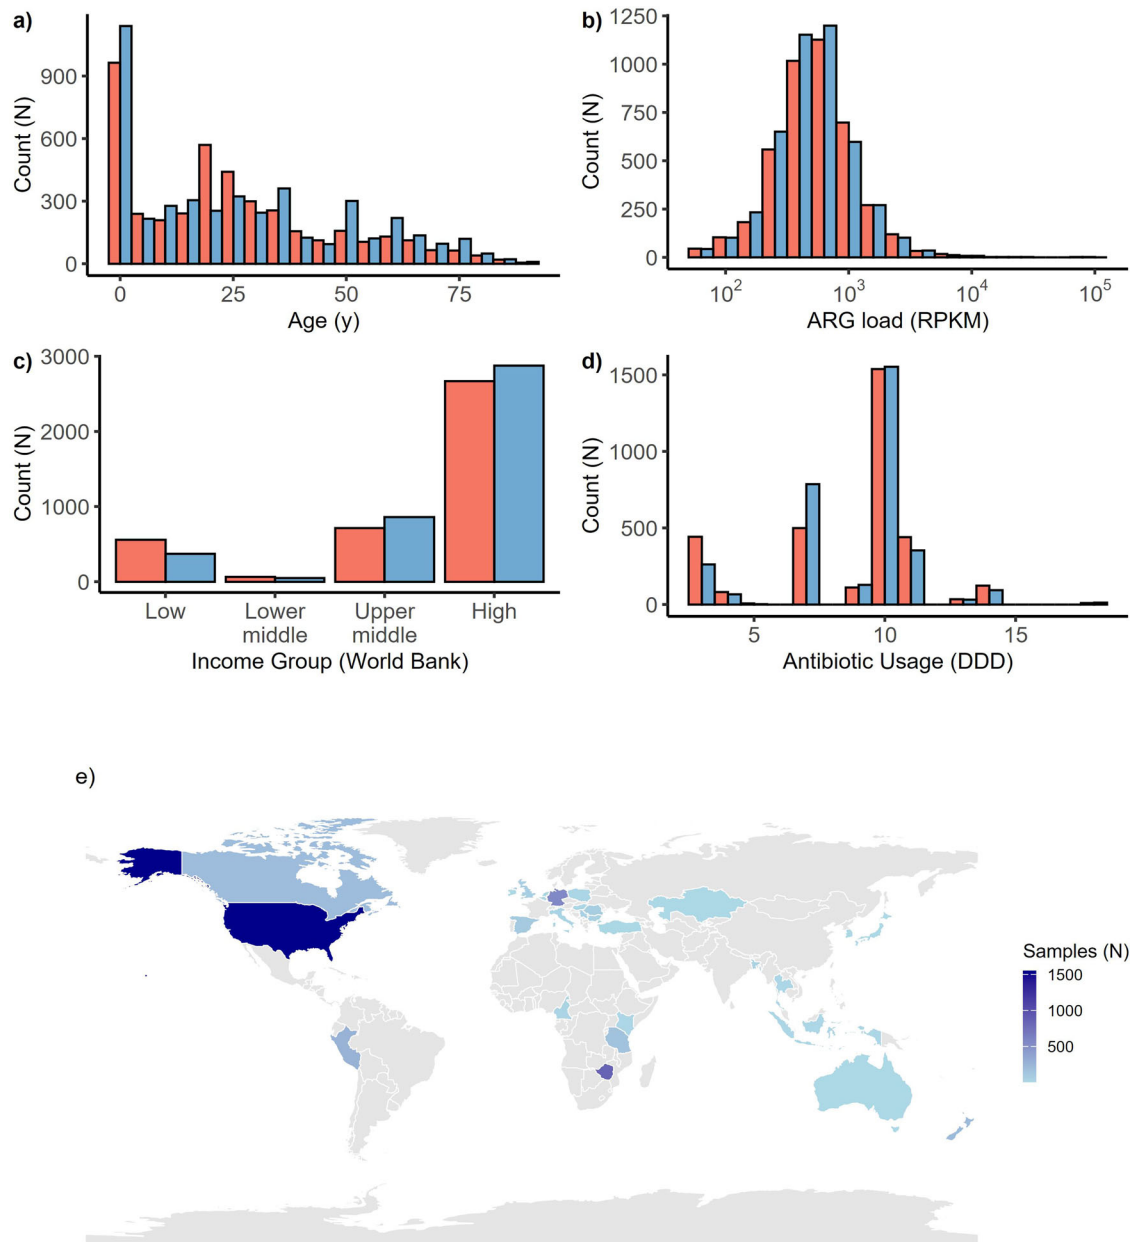 a)
900
600
300
0
Count (N)
0 25 50 75
Age (y)
b)
1250
1000
750
500
250
0
Count (N)
10² 10³ 10⁴ 10⁵
ARG load (RPKM)
c)
3000
2000
1000
0
Count (N)
Low Lower middle Upper middle High
Income Group (World Bank)
d)
1500
1000
500
0
Count (N)
5 10 15
Antibiotic Usage (DDD)
e)
Samples (N)
1500
1000
500